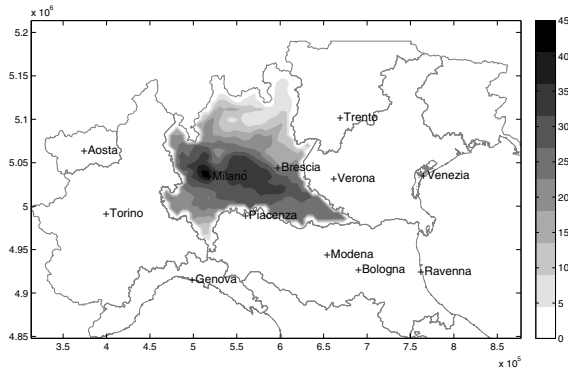 x 10^6
5.2
5.15
5.1
5.05
5
4.95
4.9
4.85
Trento
Aosta
Brescia
Milano
Verona
Venezia
Torino
Piacenza
Modena
Bologna
Ravenna
Genova
3.5 4 4.5 5 5.5 6 6.5 7 7.5 8 8.5
x 10^5
45
40
35
30
25
20
15
10
5
0